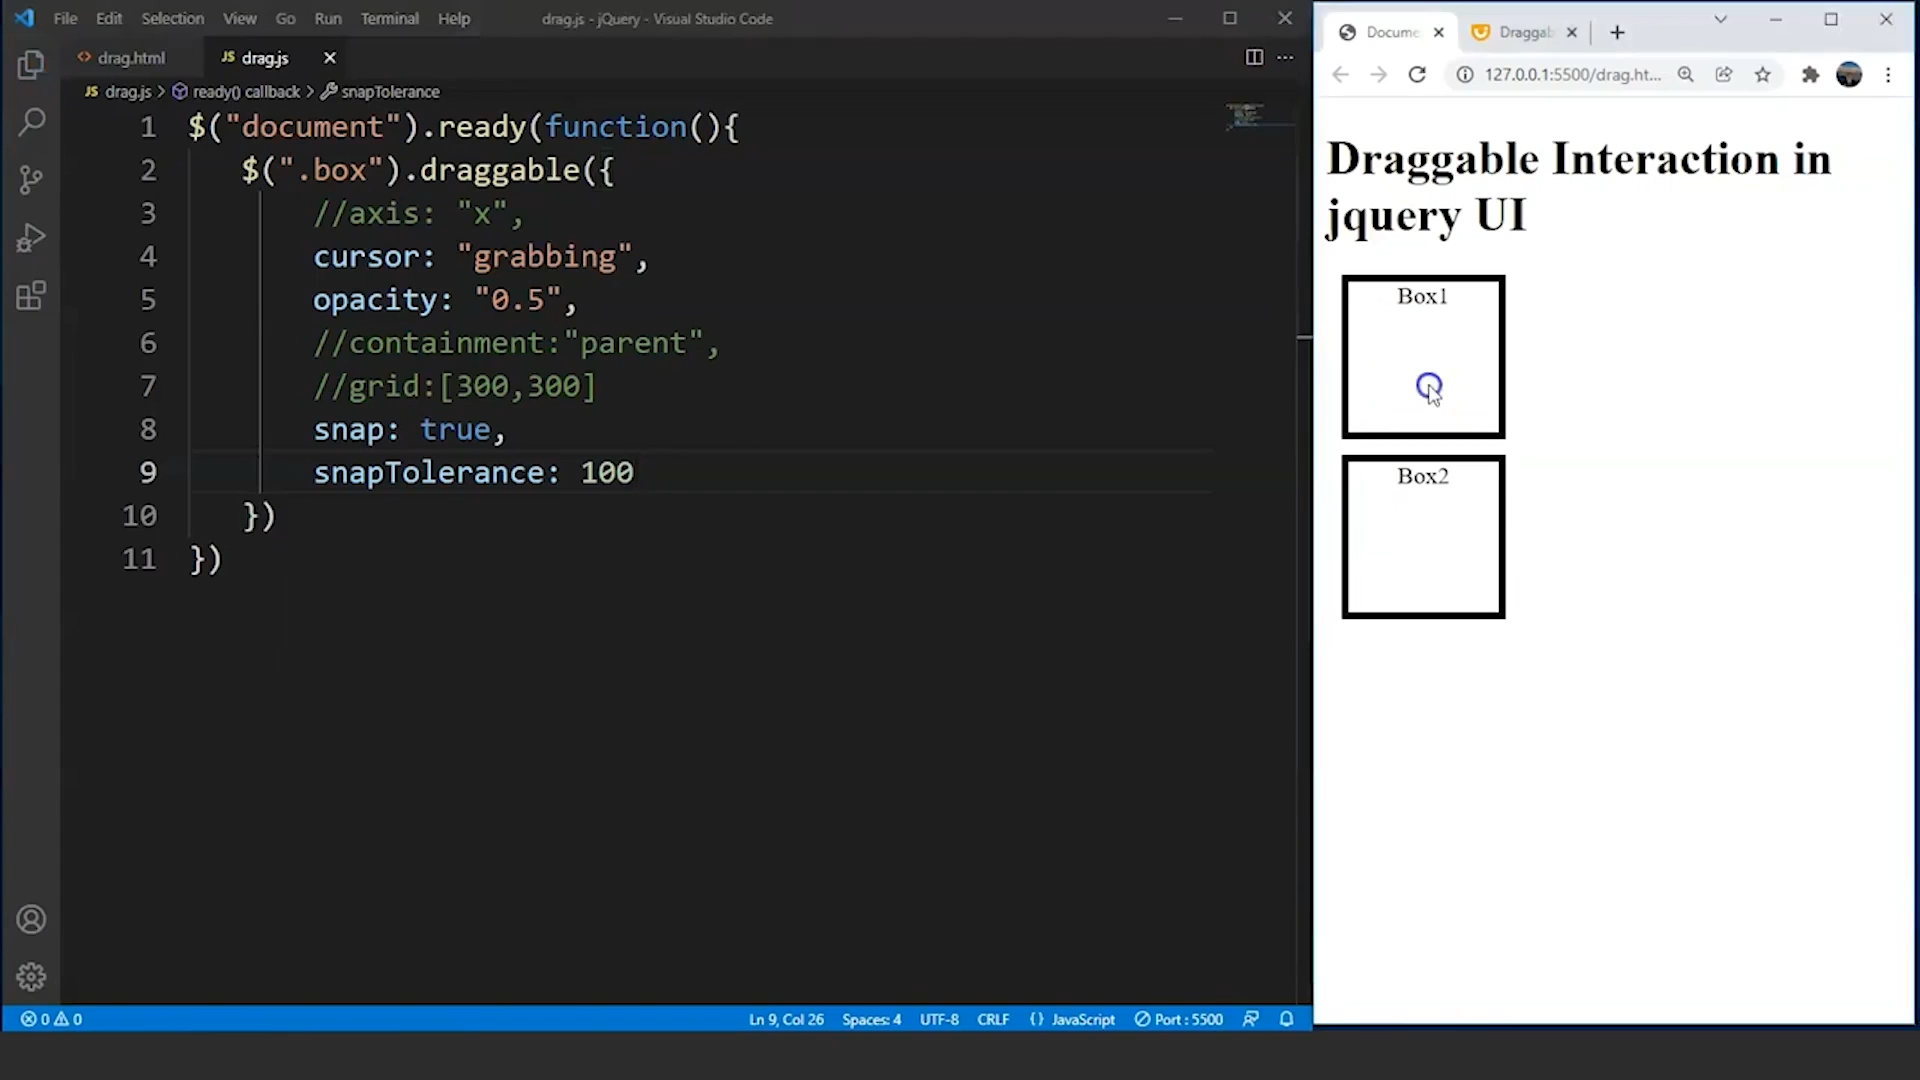 File Edit Selection View Go Run Terminal Help
drag.js - jQuery - Visual Studio Code
drag.html
JS drag.js
JS drag.js > ready() callback > snapTolerance
1 $("document").ready(function(){
2 $(".box").draggable({
3 //axis: "x",
4 cursor: "grabbing",
5 opacity: "0.5",
6 //containment:"parent",
7 //grid:[300,300]
8 snap: true,
9 snapTolerance: 100
10 })
11 })
0 0
Ln 9, Col 26 Spaces: 4 UTF-8 CRLF {} JavaScript Port : 5500
Docume
Draggab
127.0.0.1:5500/drag.ht...
Draggable Interaction in
jquery UI
Box1
Box2